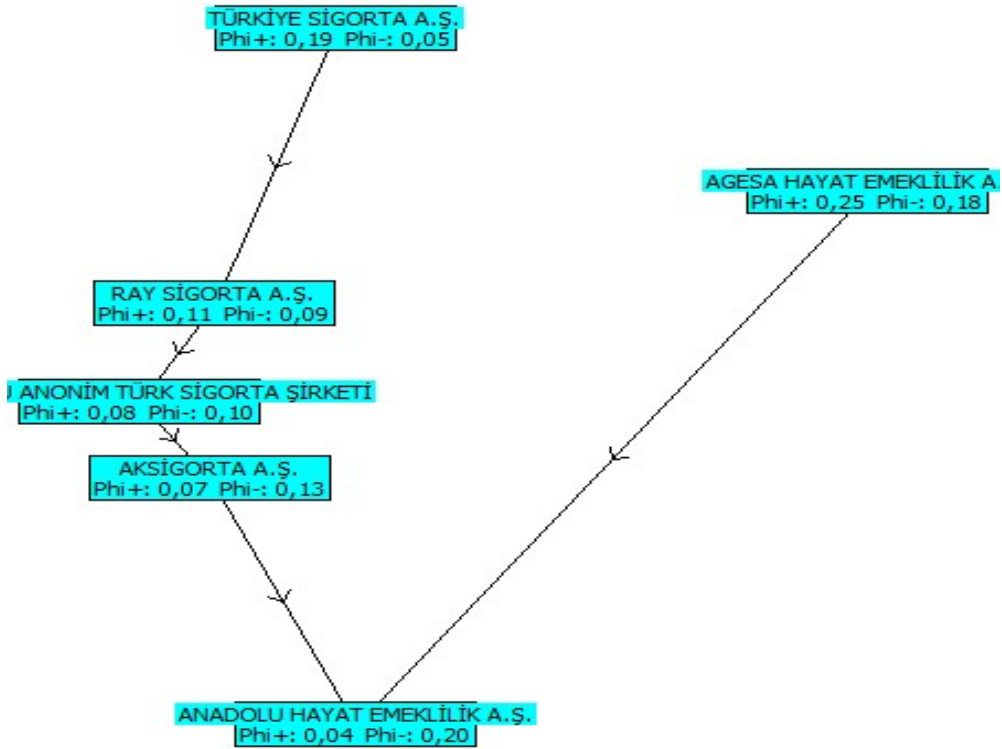 TÜRKİYE SİGORTA A.Ş.
Phi+: 0,19 Phi-: 0,05
AGESA HAYAT EMEKLİLİK A.
Phi+: 0,25 Phi-: 0,18
RAY SİGORTA A.Ş.
Phi+: 0,11 Phi-: 0,09
ANONİM TÜRK SİGORTA ŞİRKETİ
Phi+: 0,08 Phi-: 0,10
AKSİGORTA A.Ş.
Phi+: 0,07 Phi-: 0,13
ANADOLU HAYAT EMEKLİLİK A.Ş.
Phi+: 0,04 Phi-: 0,20